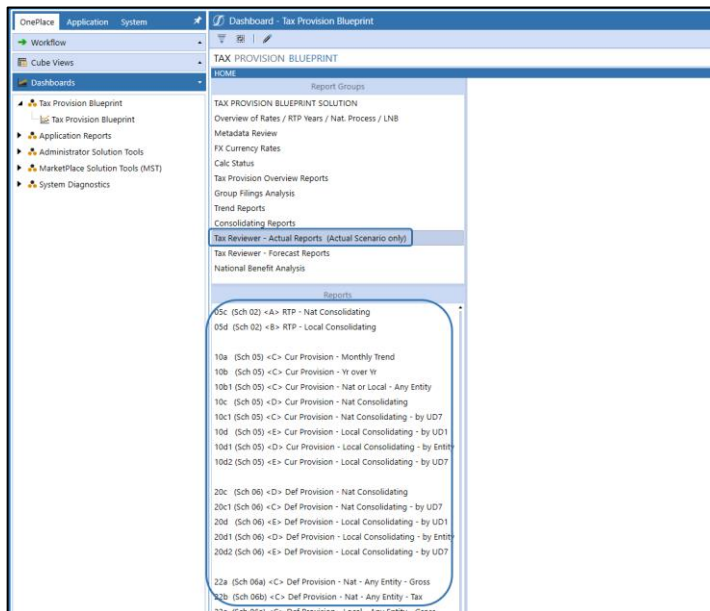 OnePlace Application System
Workflow
Cube Views
Dashboards
Tax Provision Blueprint
Tax Provision Blueprint
Application Reports
Administrator Solution Tools
MarketPlace Solution Tools (MST)
System Diagnostics
Dashboard - Tax Provision Blueprint
TAX PROVISION BLUEPRINT
HOME
Report Groups
TAX PROVISION BLUEPRINT SOLUTION
Overview of Rates / RTP Years / Nat. Process / LNB
Metadata Review
FX Currency Rates
Calc Status
Tax Provision Overview Reports
Group Filings Analysis
Trend Reports
Consolidating Reports
Tax Reviewer - Actual Reports (Actual Scenario only)
Tax Reviewer - Forecast Reports
National Benefit Analysis
Reports
05c (Sch 02) <A> RTP - Nat Consolidating
05d (Sch 02) <B> RTP - Local Consolidating
10a (Sch 05) <C> Cur Provision - Monthly Trend
10b (Sch 05) <C> Cur Provision - Yr over Yr
10b1 (Sch 05) <C> Cur Provision - Nat or Local - Any Entity
10c (Sch 05) <D> Cur Provision - Nat Consolidating
10c1 (Sch 05) <C> Cur Provision - Nat Consolidating - by UD7
10d (Sch 05) <E> Cur Provision - Local Consolidating - by UD1
10d1 (Sch 05) <D> Cur Provision - Local Consolidating - by Entity
10d2 (Sch 05) <E> Cur Provision - Local Consolidating - by UD7
20c (Sch 06) <D> Def Provision - Nat Consolidating
20c1 (Sch 06) <C> Def Provision - Nat Consolidating - by UD7
20d (Sch 06) <E> Def Provision - Local Consolidating - by UD1
20d1 (Sch 06) <D> Def Provision - Local Consolidating - by Entity
20d2 (Sch 06) <E> Def Provision - Local Consolidating - by UD7
22a (Sch 06a) <C> Def Provision - Nat - Any Entity - Gross
22b (Sch 06b) <C> Def Provision - Nat - Any Entity - Tax
(Sch 06a) <C> Def Provision - Local - Any Entity - Gross